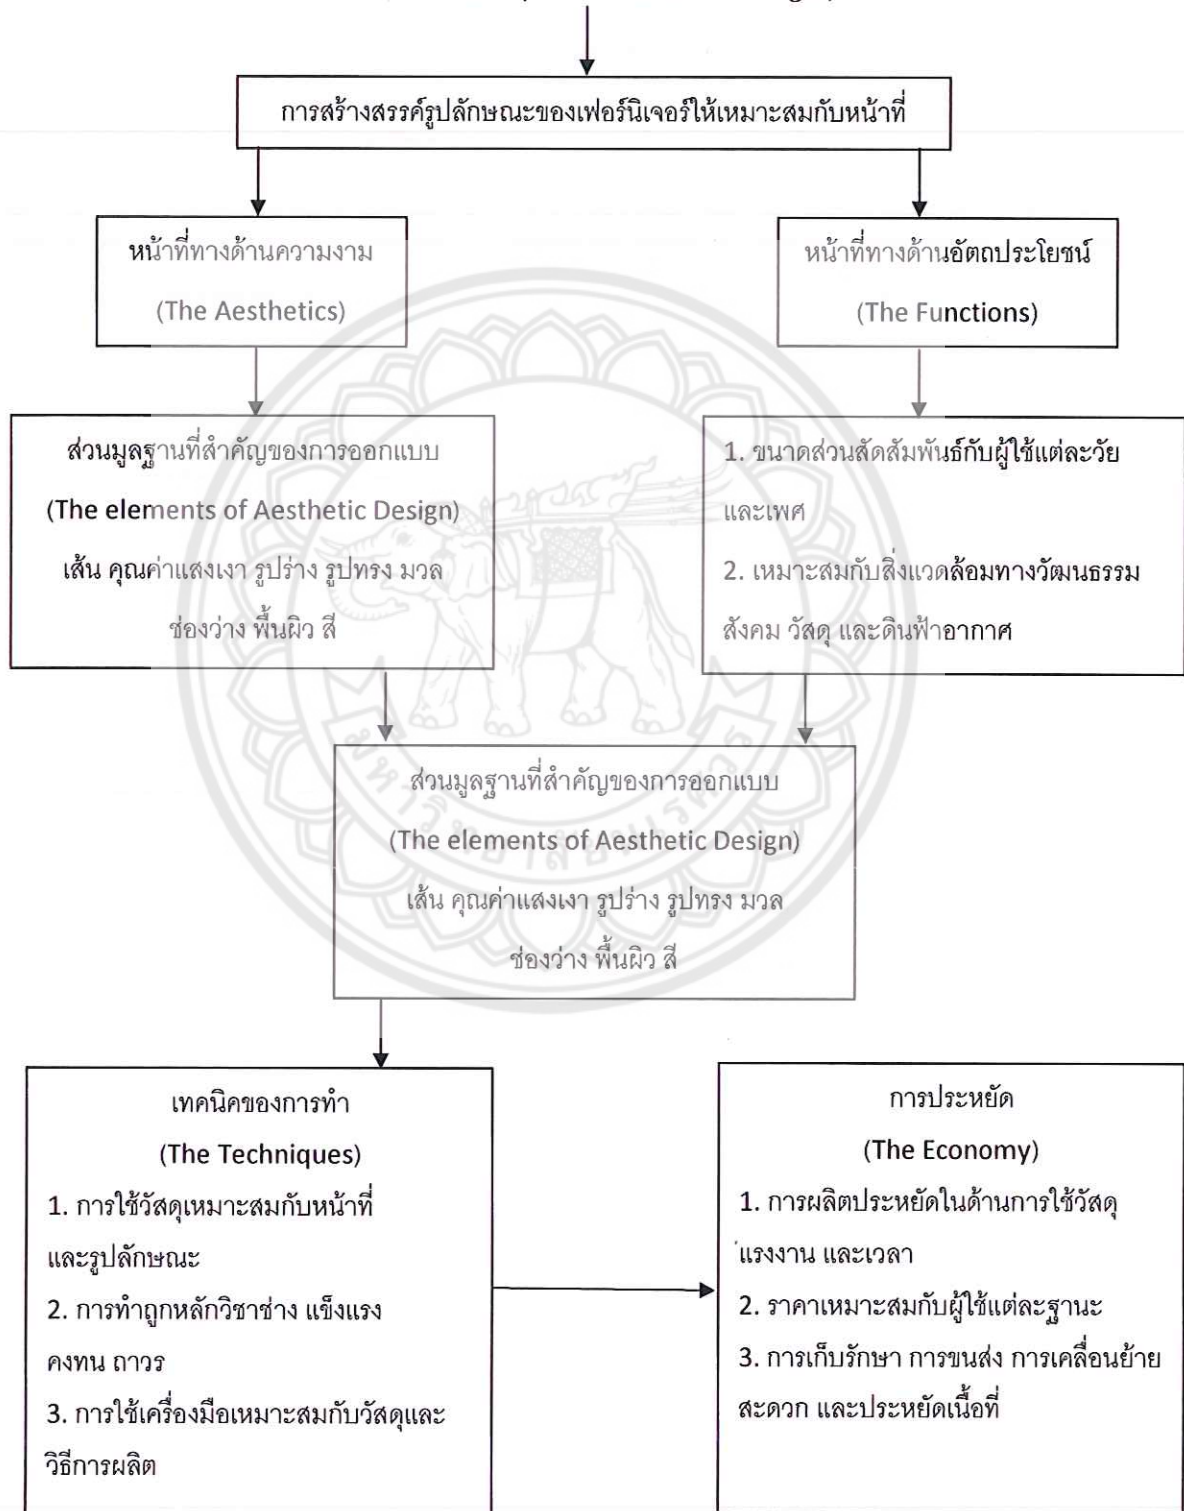 การสร้างสรรค์รูปลักษณะของเฟอร์นิเจอร์ให้เหมาะสมกับหน้าที่
หน้าที่ทางด้านความงาม
(The Aesthetics)
หน้าที่ทางด้านอัตถประโยชน์
(The Functions)
ส่วนมูลฐานที่สำคัญของการออกแบบ
(The elements of Aesthetic Design)
เส้น คุณค่าแสงเงา รูปร่าง รูปทรง มวล
ช่องว่าง พื้นผิว สี
1. ขนาดส่วนสัดสัมพันธ์กับผู้ใช้แต่ละวัย
และเพศ
2. เหมาะสมกับสิ่งแวดล้อมทางวัฒนธรรม
สังคม วัสดุ และดินฟ้าอากาศ
ส่วนมูลฐานที่สำคัญของการออกแบบ
(The elements of Aesthetic Design)
เส้น คุณค่าแสงเงา รูปร่าง รูปทรง มวล
ช่องว่าง พื้นผิว สี
มหาวิทยาลัยนเรศวร
เทคนิคของการทำ
(The Techniques)
1. การใช้วัสดุเหมาะสมกับหน้าที่
และรูปลักษณะ
2. การทำถูกหลักวิชาช่าง แข็งแรง
คงทน ถาวร
3. การใช้เครื่องมือเหมาะสมกับวัสดุและ
วิธีการผลิต
การประหยัด
(The Economy)
1. การผลิตประหยัดในด้านการใช้วัสดุ
แรงงาน และเวลา
2. ราคาเหมาะสมกับผู้ใช้แต่ละฐานะ
3. การเก็บรักษา การขนส่ง การเคลื่อนย้าย
สะดวก และประหยัดเนื้อที่